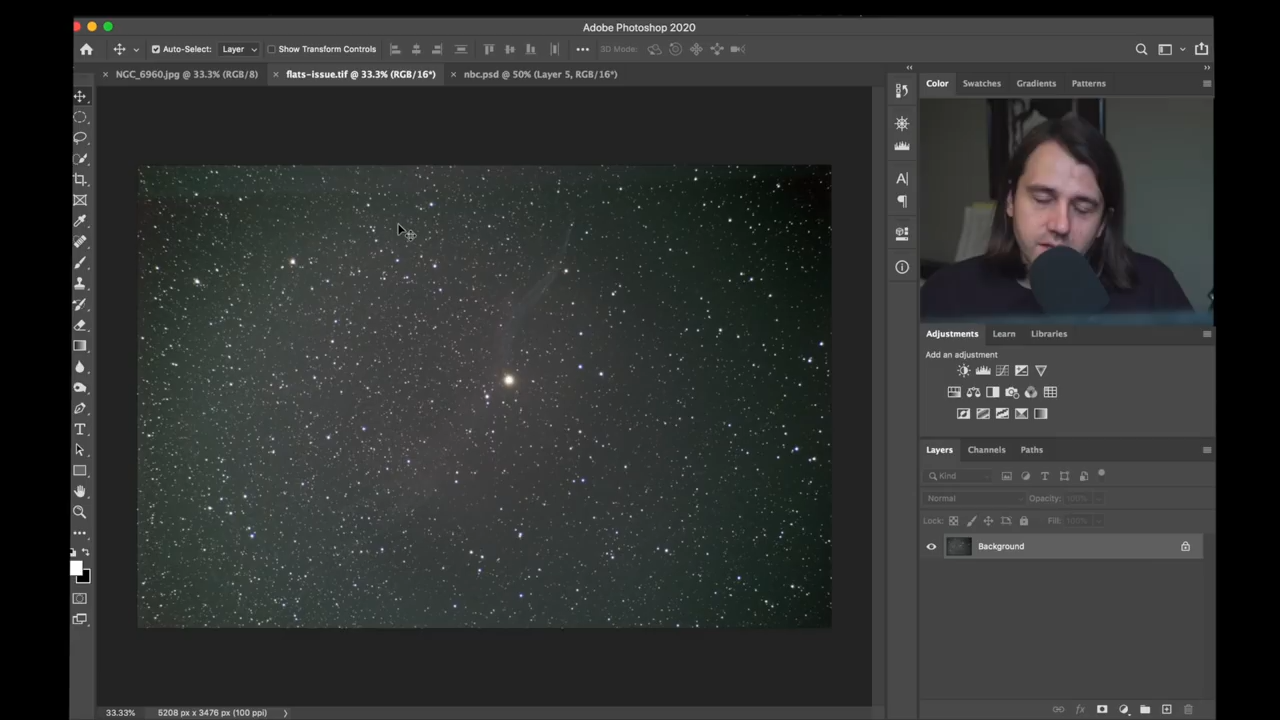 Adobe Photoshop 2020
Auto-Select: Layer Show Transform Controls 3D Mode:
NGC_6960.jpg @ 33.3% (RGB/8) flats-issue.tif @ 33.3% (RGB/16*) nbc.psd @ 50% (Layer 5, RGB/16*)
Color Swatches Gradients Patterns
Adjustments Learn Libraries
Add an adjustment
Layers Channels Paths
Kind
Normal Opacity: 100%
Lock: Fill: 100%
Background
33.33% 5208 px x 3476 px (100 ppi)